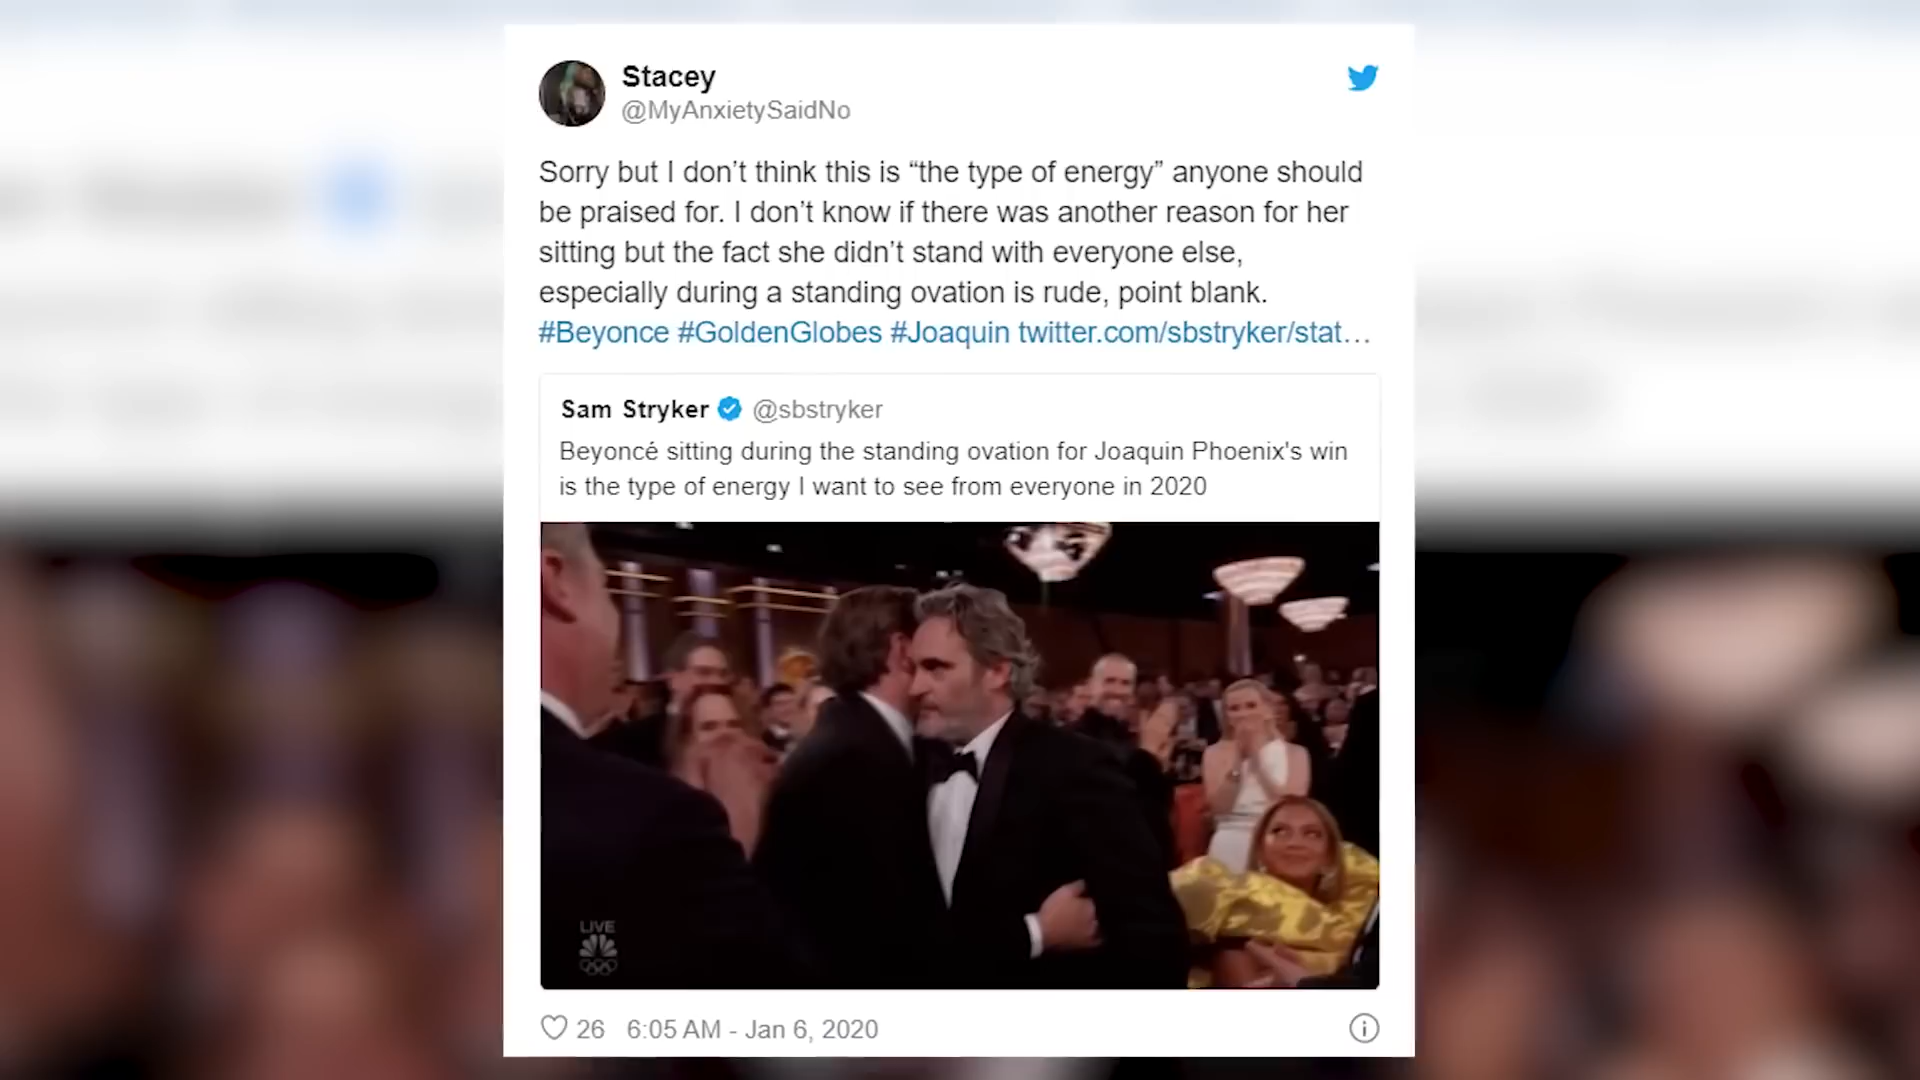 Stacey
@MyAnxietySaidNo
Sorry but I don’t think this is “the type of energy” anyone should
be praised for. I don’t know if there was another reason for her
sitting but the fact she didn’t stand with everyone else,
especially during a standing ovation is rude, point blank.
#Beyonce #GoldenGlobes #Joaquin twitter.com/sbstryker/stat…
Sam Stryker @sbstryker
Beyoncé sitting during the standing ovation for Joaquin Phoenix's win
is the type of energy I want to see from everyone in 2020
LIVE
26 6:05 AM - Jan 6, 2020